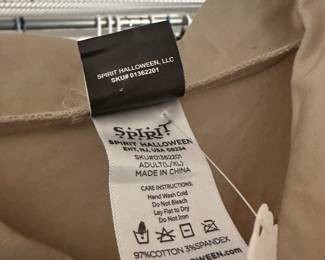 SPIRIT HALLOWEEN, LLC
SKU# 01362201
SPIRIT
SPIRIT HALLOWEEN
EHT, NJ, USA 08234
SKU#01362201
ADULT(L/XL)
MADE IN CHINA
CARE INSTRUCTIONS:
Hand Wash Cold
Do Not Bleach
Lay Flat to Dry
Do Not Iron
97%COTTON 3%SPANDEX
LLOWEEN.COM